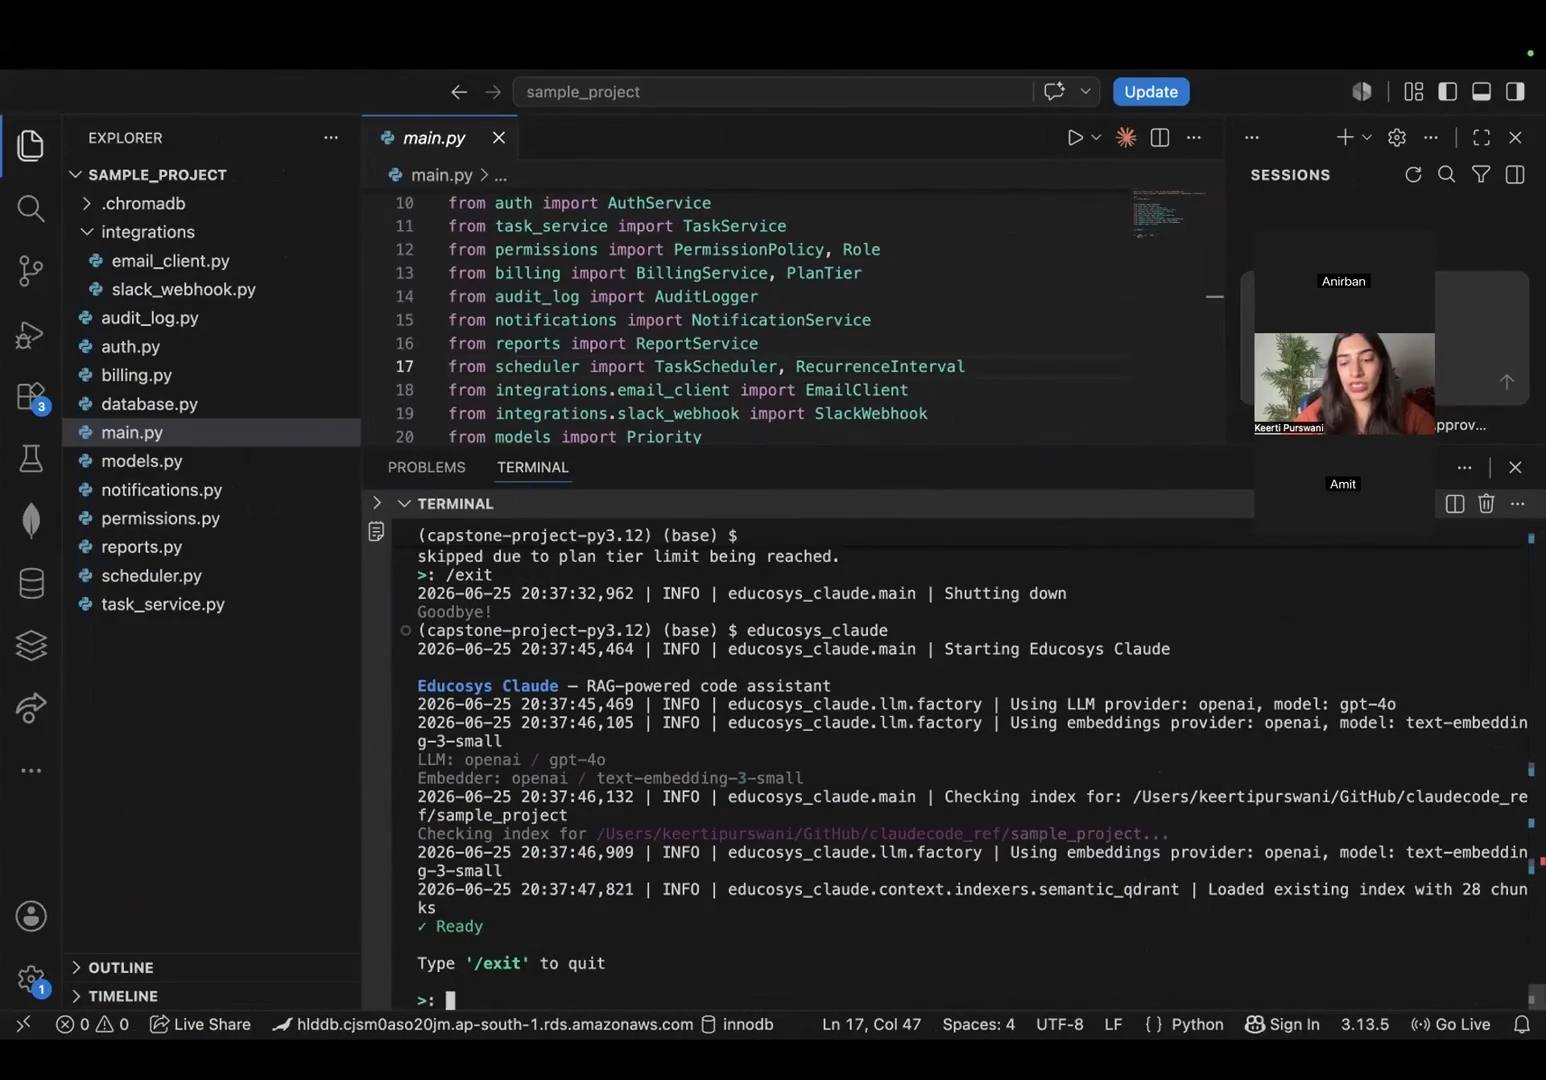 sample_project
Update
EXPLORER
SAMPLE_PROJECT
.chromadb
integrations
email_client.py
slack_webhook.py
audit_log.py
auth.py
billing.py
database.py
main.py
models.py
notifications.py
permissions.py
reports.py
scheduler.py
task_service.py
OUTLINE
TIMELINE
3
1
main.py
main.py > ...
10 from auth import AuthService
11 from task_service import TaskService
12 from permissions import PermissionPolicy, Role
13 from billing import BillingService, PlanTier
14 from audit_log import AuditLogger
15 from notifications import NotificationService
16 from reports import ReportService
17 from scheduler import TaskScheduler, RecurrenceInterval
18 from integrations.email_client import EmailClient
19 from integrations.slack_webhook import SlackWebhook
20 from models import Priority
SESSIONS
Anirban
Keerti Purswani
pprov...
Amit
PROBLEMS
TERMINAL
TERMINAL
(capstone-project-py3.12) (base) $
skipped due to plan tier limit being reached.
>: /exit
2026-06-25 20:37:32,962 | INFO | educosys_claude.main | Shutting down
Goodbye!
(capstone-project-py3.12) (base) $ educosys_claude
2026-06-25 20:37:45,464 | INFO | educosys_claude.main | Starting Educosys Claude
Educosys Claude — RAG-powered code assistant
2026-06-25 20:37:45,469 | INFO | educosys_claude.llm.factory | Using LLM provider: openai, model: gpt-4o
2026-06-25 20:37:46,105 | INFO | educosys_claude.llm.factory | Using embeddings provider: openai, model: text-embeddin
g-3-small
LLM: openai / gpt-4o
Embedder: openai / text-embedding-3-small
2026-06-25 20:37:46,132 | INFO | educosys_claude.main | Checking index for: /Users/keertipurswani/GitHub/claudecode_re
f/sample_project
Checking index for /Users/keertipurswani/GitHub/claudecode_ref/sample_project...
2026-06-25 20:37:46,909 | INFO | educosys_claude.llm.factory | Using embeddings provider: openai, model: text-embeddin
g-3-small
2026-06-25 20:37:47,821 | INFO | educosys_claude.context.indexers.semantic_qdrant | Loaded existing index with 28 chun
ks
✓ Ready
Type '/exit' to quit
>:
0 0 Live Share hlddb.cjsm0aso20jm.ap-south-1.rds.amazonaws.com innodb Ln 17, Col 47 Spaces: 4 UTF-8 LF { } Python Sign In 3.13.5 Go Live